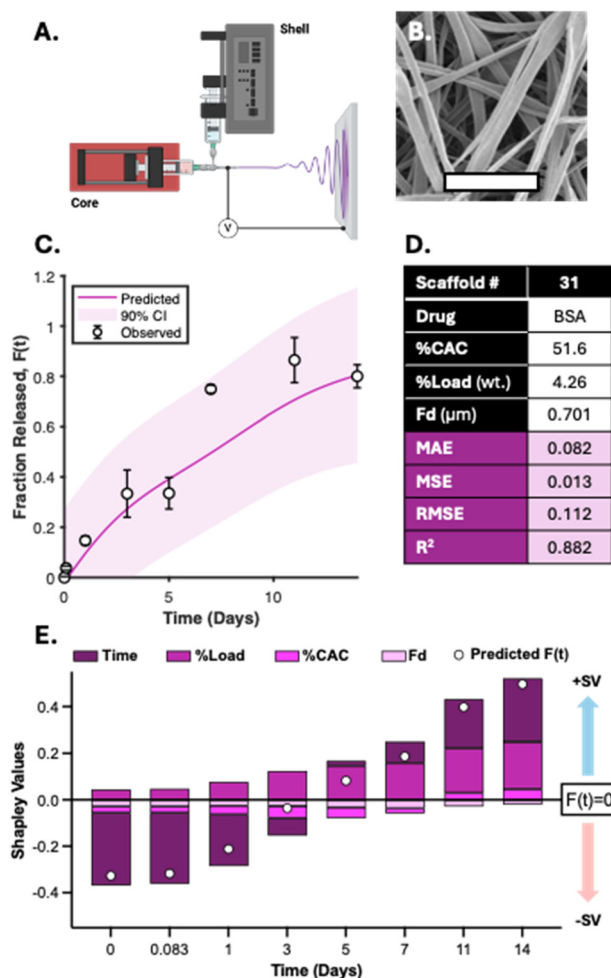 A.
Shell
Core
V
B.
C.
Fraction Released, F(t)
1.2
1
0.8
0.6
0.4
0.2
0
Predicted
90% CI
Observed
0
5
10
Time (Days)
D.
Scaffold # 31
Drug BSA
%CAC 51.6
%Load (wt.) 4.26
Fd (µm) 0.701
MAE 0.082
MSE 0.013
RMSE 0.112
R² 0.882
E.
Time %Load %CAC Fd Predicted F(t)
Shapley Values
0.4
0.2
0.0
-0.2
-0.4
0 0.083 1 3 5 7 11 14
Time (Days)
+SV
F(t)=0
-SV